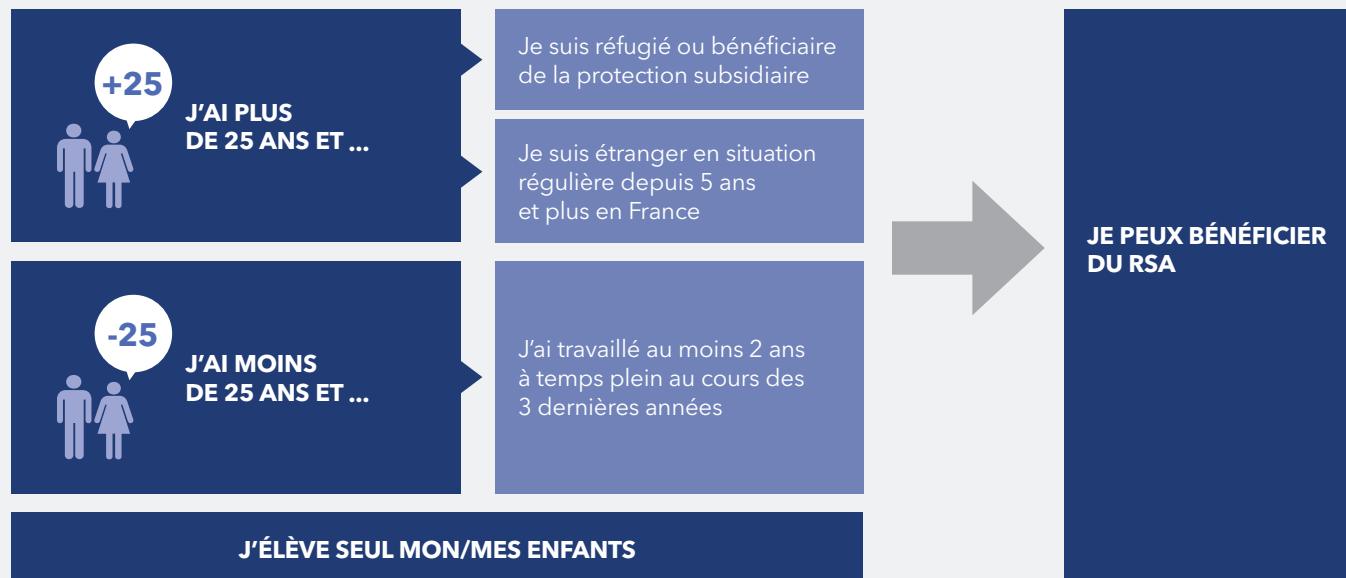 +25
J’AI PLUS
DE 25 ANS ET ...
Je suis réfugié ou bénéficiaire
de la protection subsidiaire
Je suis étranger en situation
régulière depuis 5 ans
et plus en France
-25
J’AI MOINS
DE 25 ANS ET ...
J’ai travaillé au moins 2 ans
à temps plein au cours des
3 dernières années
J’ÉLÈVE SEUL MON/MES ENFANTS
JE PEUX BÉNÉFICIER
DU RSA